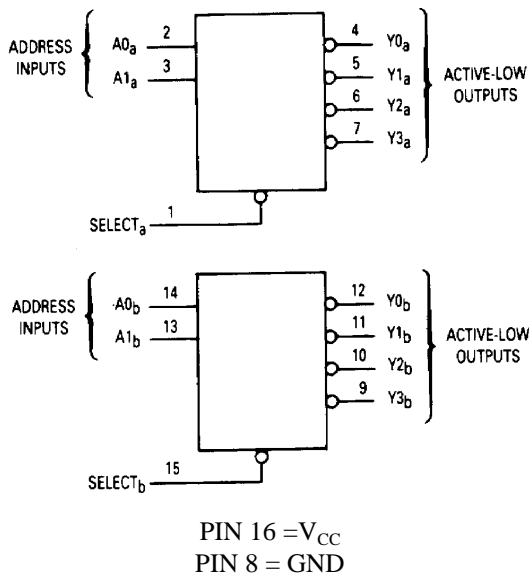 ADDRESS
INPUTS
A0a 2
A1a 3
4 Y0a
5 Y1a
6 Y2a
7 Y3a
ACTIVE-LOW
OUTPUTS
SELECTa 1
ADDRESS
INPUTS
A0b 14
A1b 13
12 Y0b
11 Y1b
10 Y2b
9 Y3b
ACTIVE-LOW
OUTPUTS
SELECTb 15
PIN 16 =VCC
PIN 8 = GND